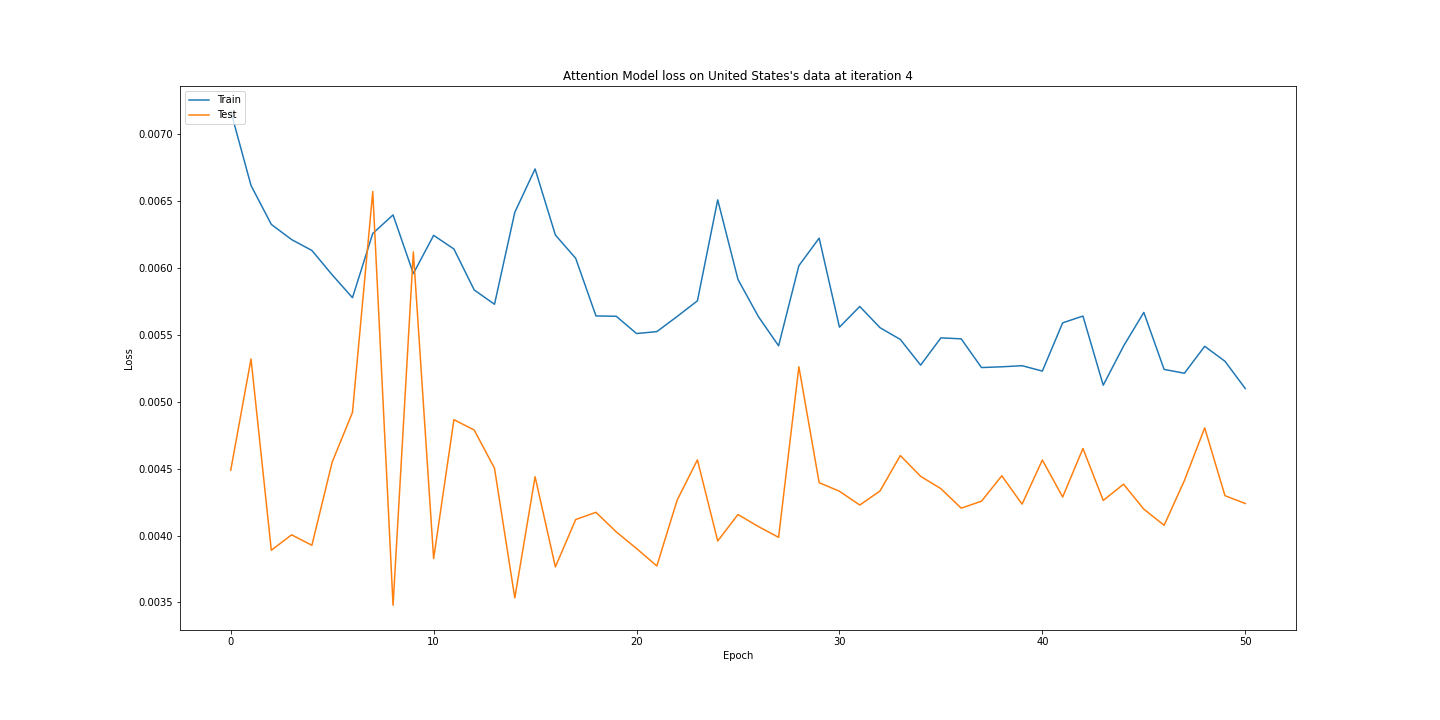 Attention Model loss on United States's data at iteration 4
Train
Test
0.0070
0.0065
0.0060
0.0055
0.0050
0.0045
0.0040
0.0035
Loss
0 10 20 30 40 50
Epoch